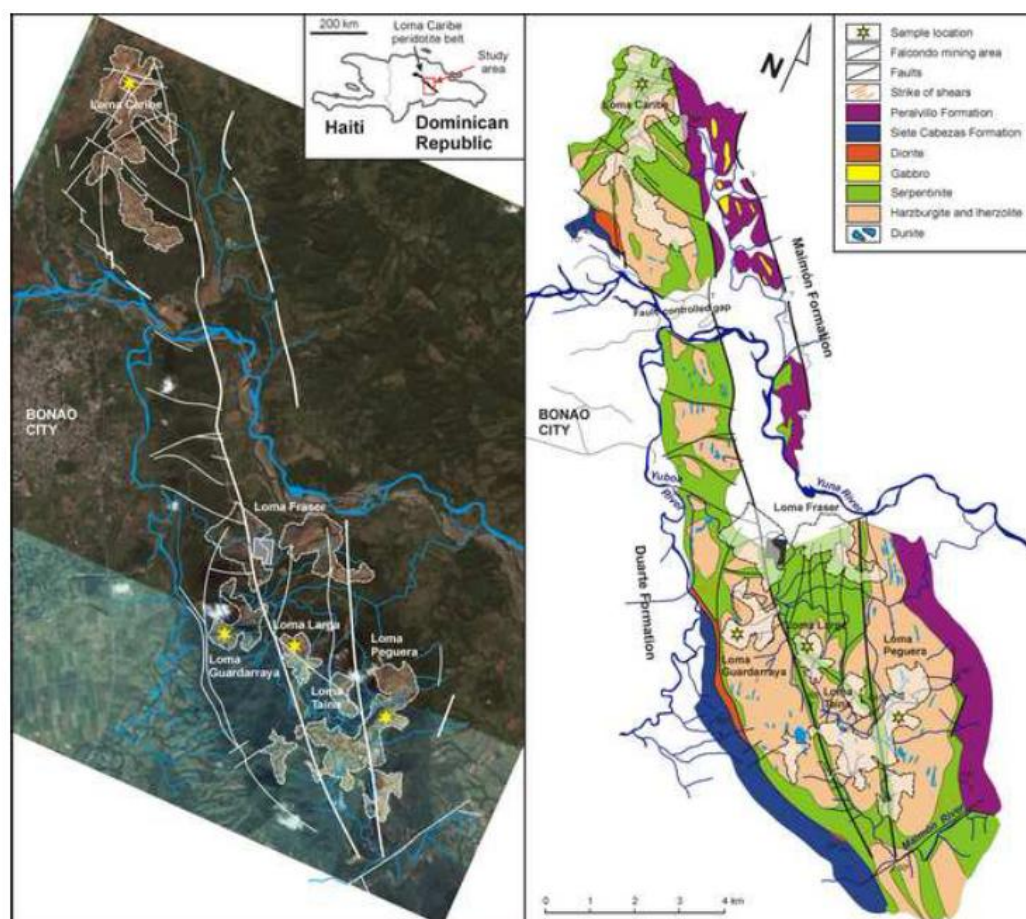 200 km
Loma Caribe
peridotite belt
Study
area
Haiti
Dominican
Republic
Loma Caribe
BONAO
CITY
Loma Fraser
Loma Larga
Loma
Guardarraya
Loma
Peguera
Loma
Taina
N
Sample location
Falcondo mining area
Faults
Strike of shears
Peralvillo Formation
Siete Cabezas Formation
Diorite
Gabbro
Serpentinite
Harzburgite and lherzolite
Dunite
Loma Caribe
Maimón Formation
Fault controlled gap
BONAO
CITY
Yuboa
River
Yuna River
Loma Fraser
Duarte Formation
Loma Larga
Loma
Guardarraya
Loma
Peguera
Loma
Taina
Maimón River
0 1 2 4 km